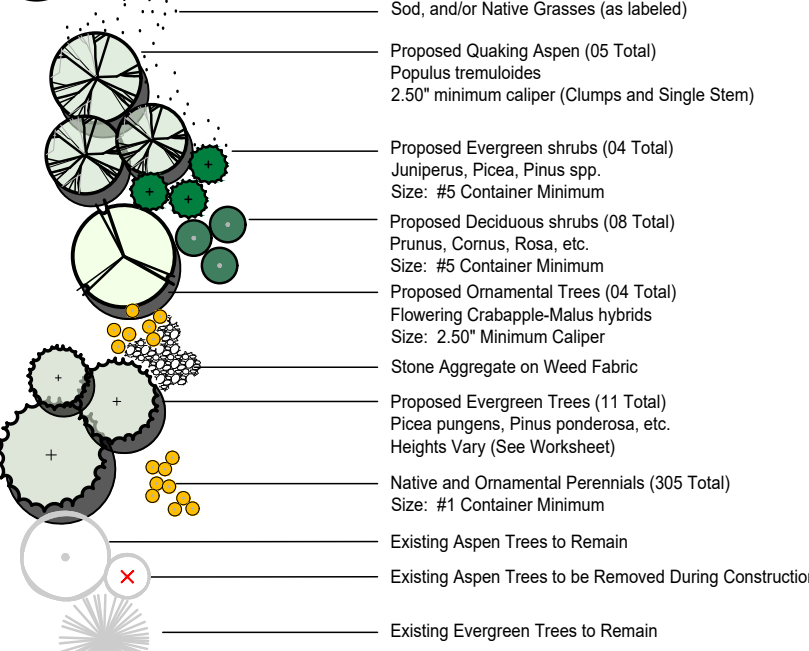 Sod, and/or Native Grasses (as labeled)
Proposed Quaking Aspen (05 Total)
Populus tremuloides
2.50" minimum caliper (Clumps and Single Stem)
Proposed Evergreen shrubs (04 Total)
Juniperus, Picea, Pinus spp.
Size:  #5 Container Minimum
Proposed Deciduous shrubs (08 Total)
Prunus, Cornus, Rosa, etc.
Size:  #5 Container Minimum
Proposed Ornamental Trees (04 Total)
Flowering Crabapple-Malus hybrids
Size:  2.50" Minimum Caliper
Stone Aggregate on Weed Fabric
Proposed Evergreen Trees (11 Total)
Picea pungens, Pinus ponderosa, etc.
Heights Vary (See Worksheet)
Native and Ornamental Perennials (305 Total)
Size:  #1 Container Minimum
Existing Aspen Trees to Remain
Existing Aspen Trees to be Removed During Constructio
Existing Evergreen Trees to Remain